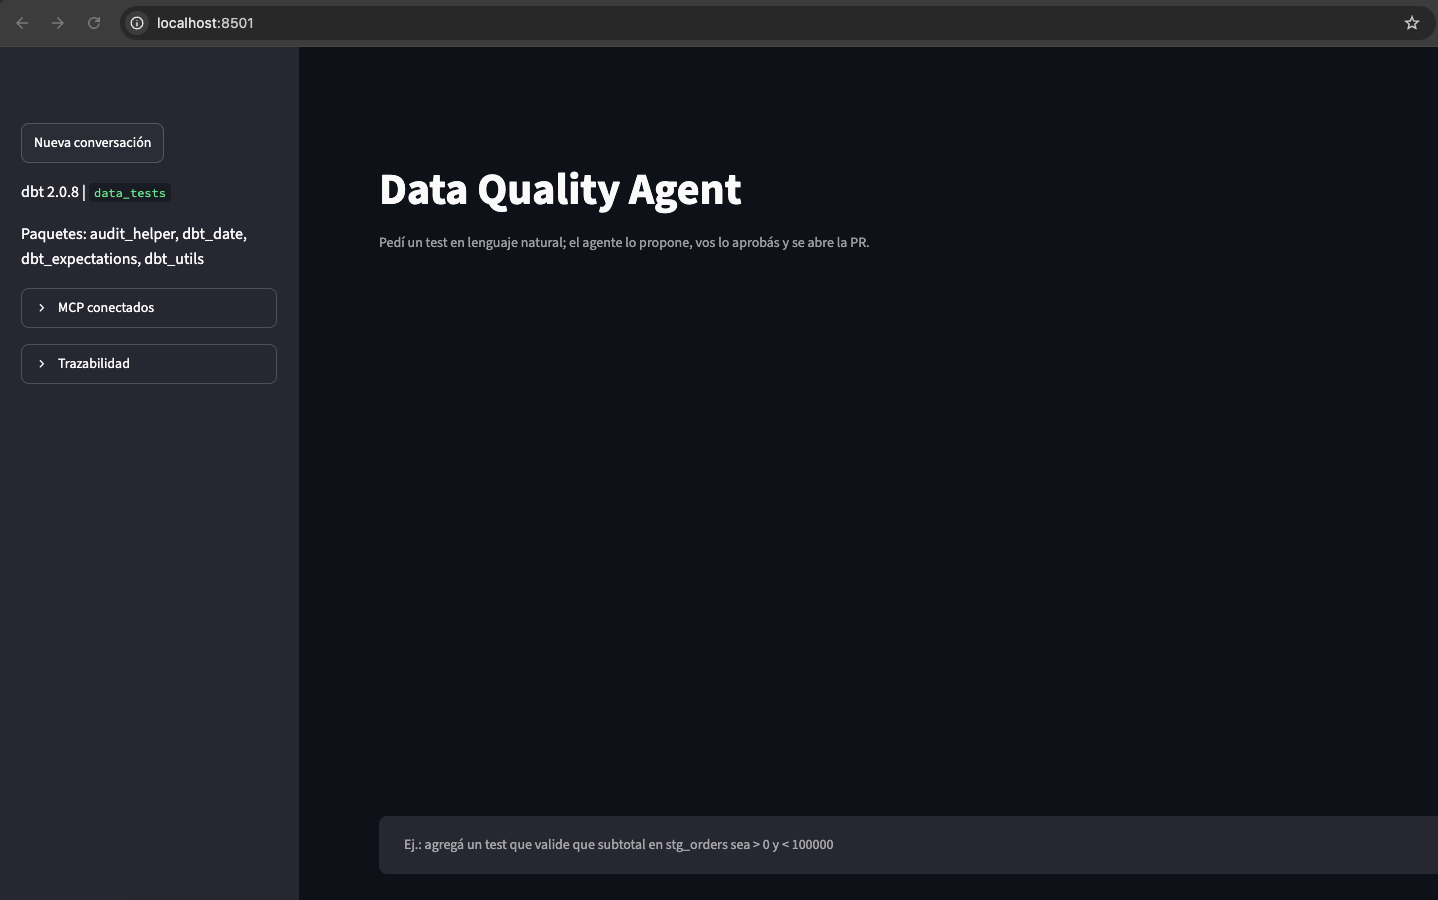 localhost:8501
Nueva conversación
dbt 2.0.8 | data_tests
Paquetes: audit_helper, dbt_date,
dbt_expectations, dbt_utils
MCP conectados
Trazabilidad
Data Quality Agent
Pedí un test en lenguaje natural; el agente lo propone, vos lo aprobás y se abre la PR.
Ej.: agregá un test que valide que subtotal en stg_orders sea > 0 y < 100000